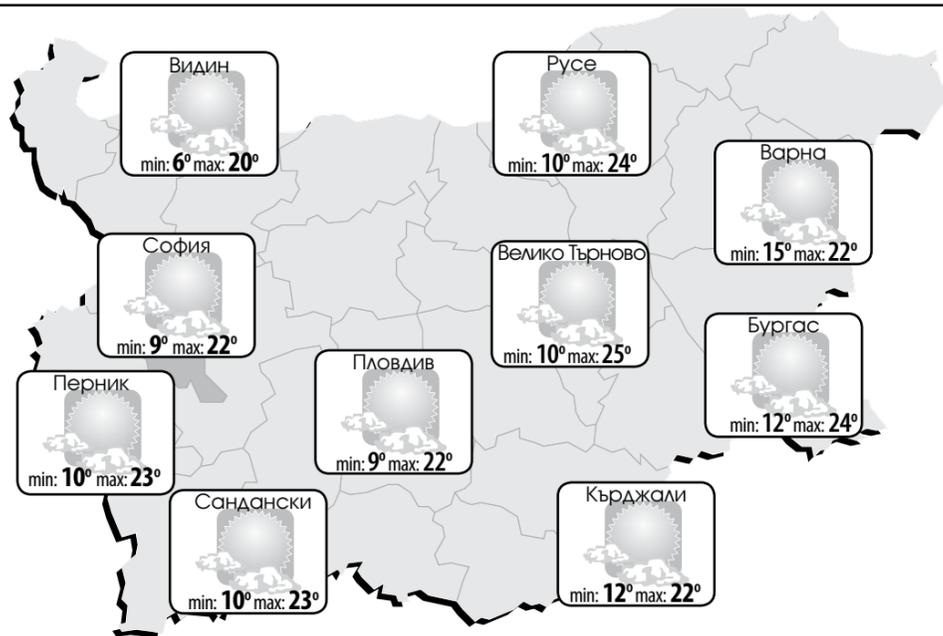 Видин
min: 6° max: 20°
Русе
min: 10° max: 24°
Варна
min: 15° max: 22°
София
min: 9° max: 22°
Велико Търново
min: 10° max: 25°
Бургас
min: 12° max: 24°
Пловдив
min: 9° max: 22°
Перник
min: 10° max: 23°
Сандански
min: 10° max: 23°
Кърджали
min: 12° max: 22°